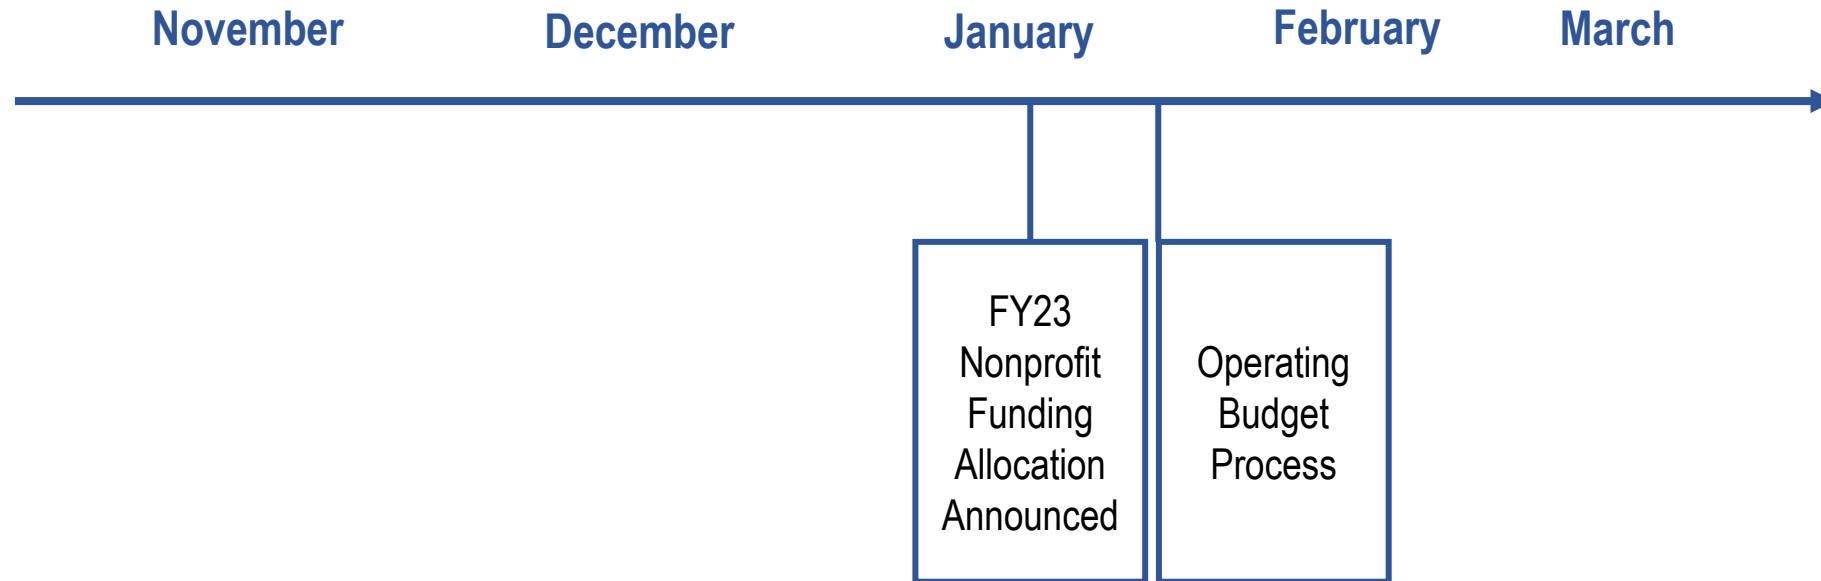 November December January February March
FY23
Nonprofit
Funding
Allocation
Announced
Operating
Budget
Process